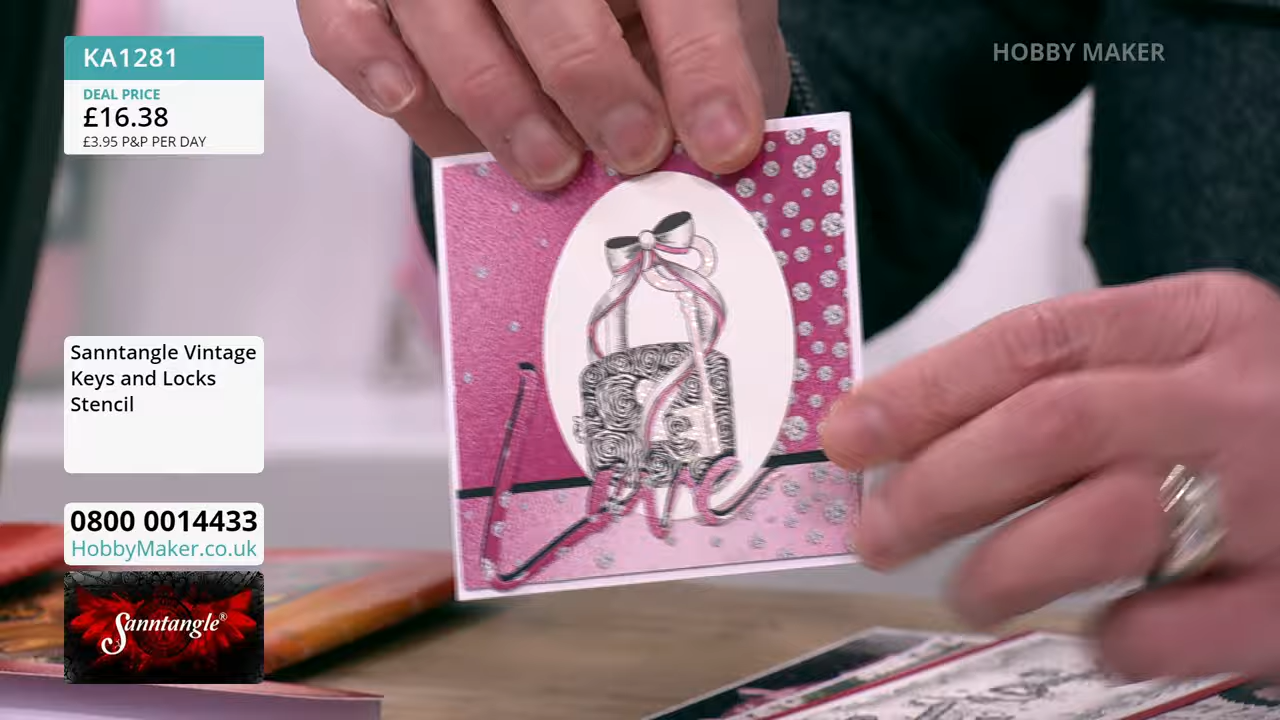 KA1281
DEAL PRICE
£16.38
£3.95 P&P PER DAY
HOBBY MAKER
Sanntangle Vintage
Keys and Locks
Stencil
0800 0014433
HobbyMaker.co.uk
Sanntangle®
Love